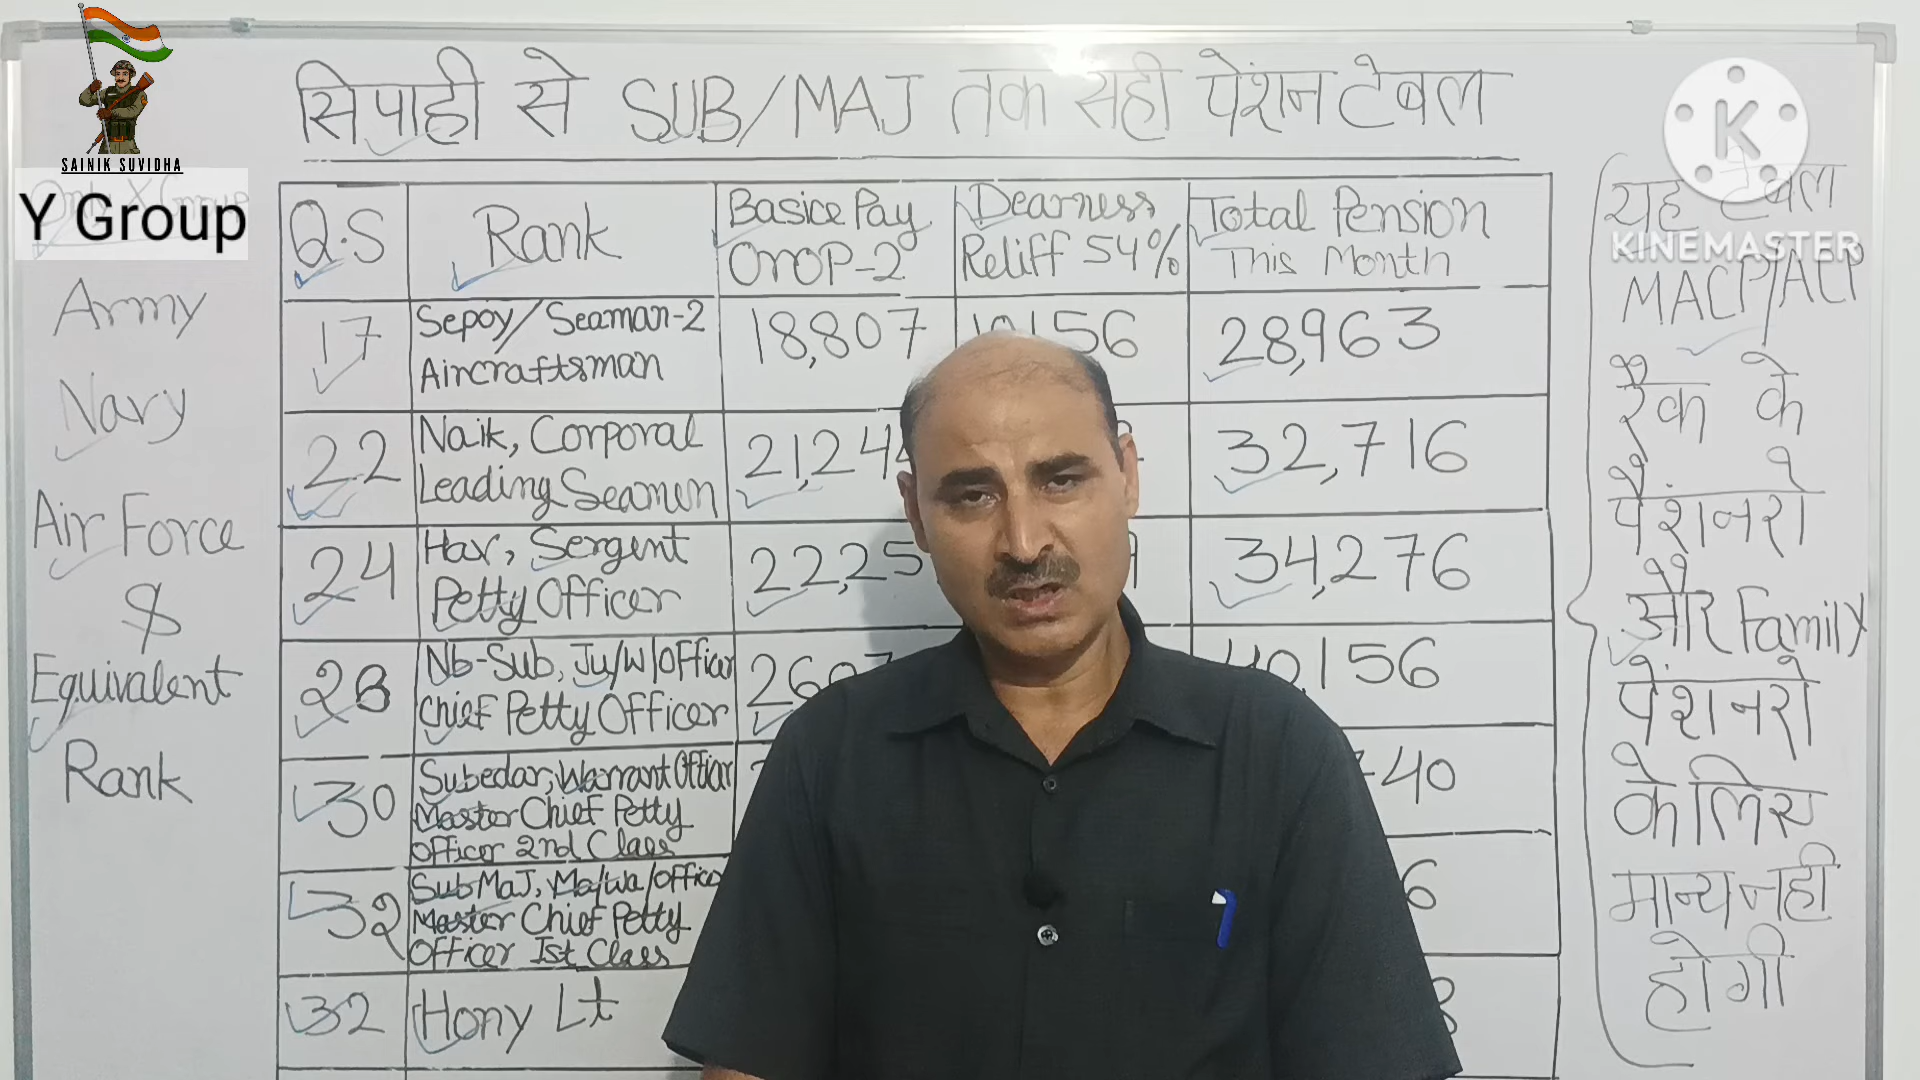 सिपाही से SUB/MAJ तक सही पेंशन टेबल
SAINIK SUVIDHA
Y Group
Army
Navy
Air Force
$
Equivalent
Rank
Q.S
Rank
Basice Pay
OROP-2
Dearness
Reliff 54%
Total Pension
This Month
17
Sepoy/Seaman-2
Aircraftsman
18,807
28,963
22
Naik, Corporal
Leading Seamen
32,716
24
Hav, Sergent
Petty Officer
34,276
28
Nb-Sub, Ju/W/Officer
Chief Petty Officer
40,156
30
Subedar, Warrant Officer
Master Chief Petty
Officer 2nd Class
32
Sub MaJ, Ma/Wa/Officer
Master Chief Petty
Officer Ist Class
32
Hony Lt
K
KINEMASTER
यह टेबल
MACP/ACP
रैंक के
पेंशनरो
और Family
पेंशनरो
के लिए
मान्य नही
होगी